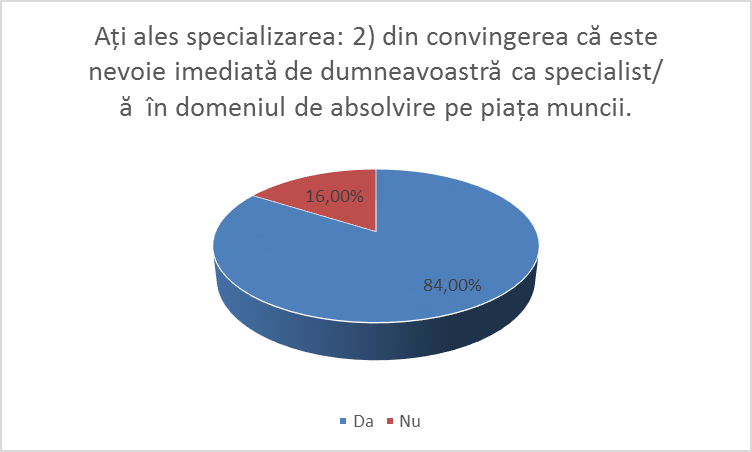 Ați ales specializarea: 2) din convingerea că este
nevoie imediată de dumneavoastră ca specialist/
ă  în domeniul de absolvire pe piața muncii.
16,00%
84,00%
Da Nu